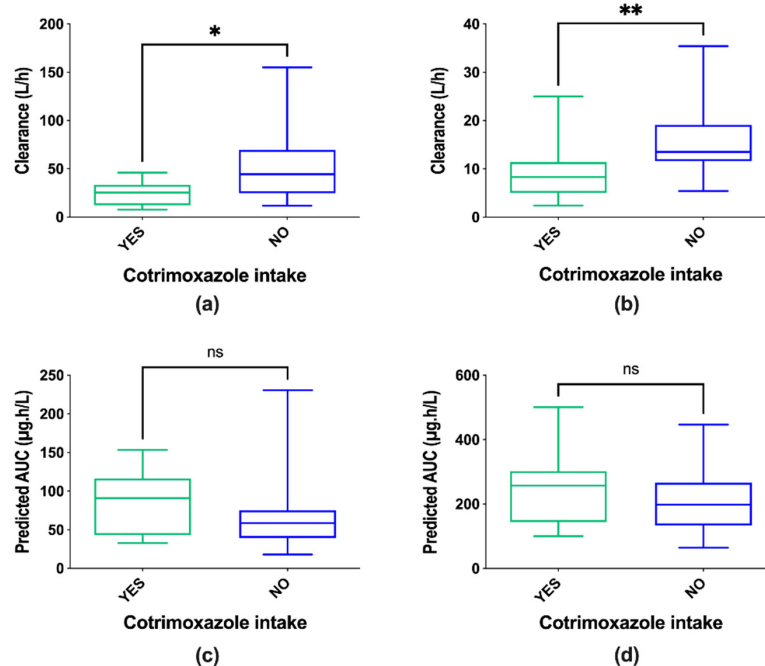 *
Clearance (L/h)
200
150
100
50
0
YES
NO
Cotrimoxazole intake
(a)
**
Clearance (L/h)
40
30
20
10
0
YES
NO
Cotrimoxazole intake
(b)
ns
Predicted AUC (µg.h/L)
250
200
150
100
50
0
YES
NO
Cotrimoxazole intake
(c)
ns
Predicted AUC (µg.h/L)
600
400
200
0
YES
NO
Cotrimoxazole intake
(d)